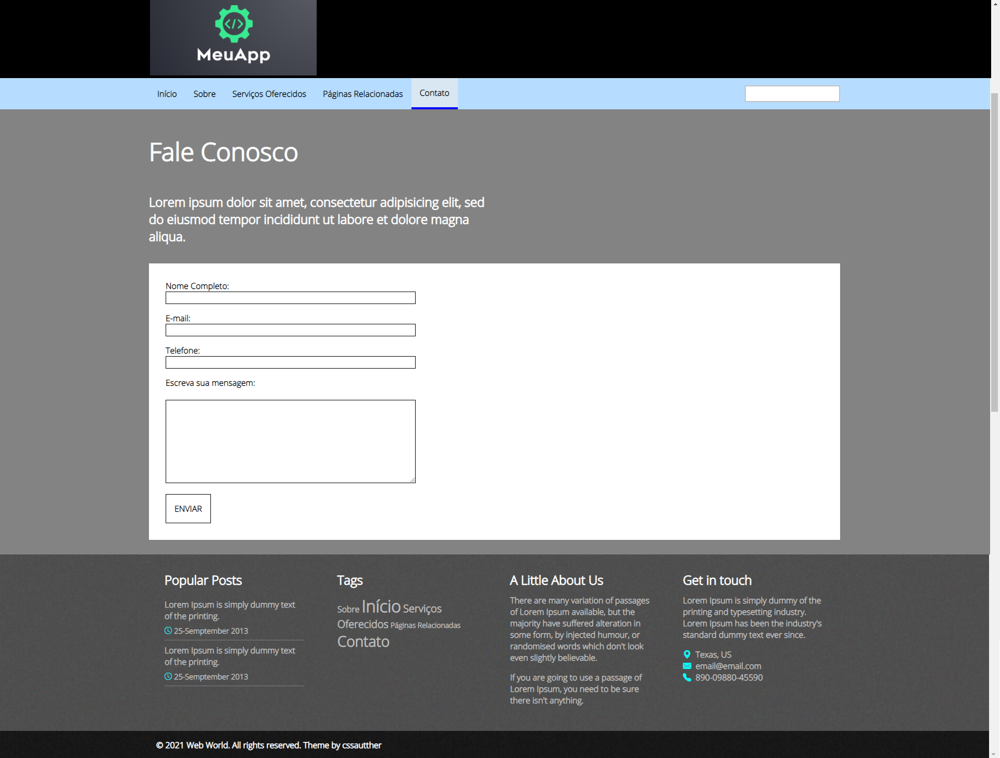 MeuApp
Início Sobre Serviços Oferecidos Páginas Relacionadas Contato
Fale Conosco
Lorem ipsum dolor sit amet, consectetur adipisicing elit, sed
do eiusmod tempor incididunt ut labore et dolore magna
aliqua.
Nome Completo:
E-mail:
Telefone:
Escreva sua mensagem:
ENVIAR
Popular Posts
Lorem Ipsum is simply dummy text
of the printing.
25-Semptember 2013
Lorem Ipsum is simply dummy text
of the printing.
25-Semptember 2013
Tags
Sobre Início Serviços
Oferecidos Páginas Relacionadas
Contato
A Little About Us
There are many variation of passages
of Lorem Ipsum available, but the
majority have suffered alteration in
some form, by injected humour, or
randomised words which don't look
even slightly believable.
If you are going to use a passage of
Lorem Ipsum, you need to be sure
there isn't anything.
Get in touch
Lorem Ipsum is simply dummy of the
printing and typesetting industry.
Lorem Ipsum has been the industry's
standard dummy text ever since.
Texas, US
email@email.com
890-09880-45590
© 2021 Web World. All rights reserved. Theme by cssautther